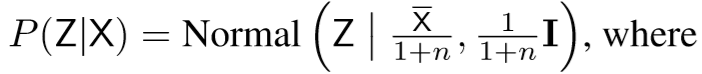 P(Z|X) = Normal ( Z | X̅/(1+n), 1/(1+n) I ), where